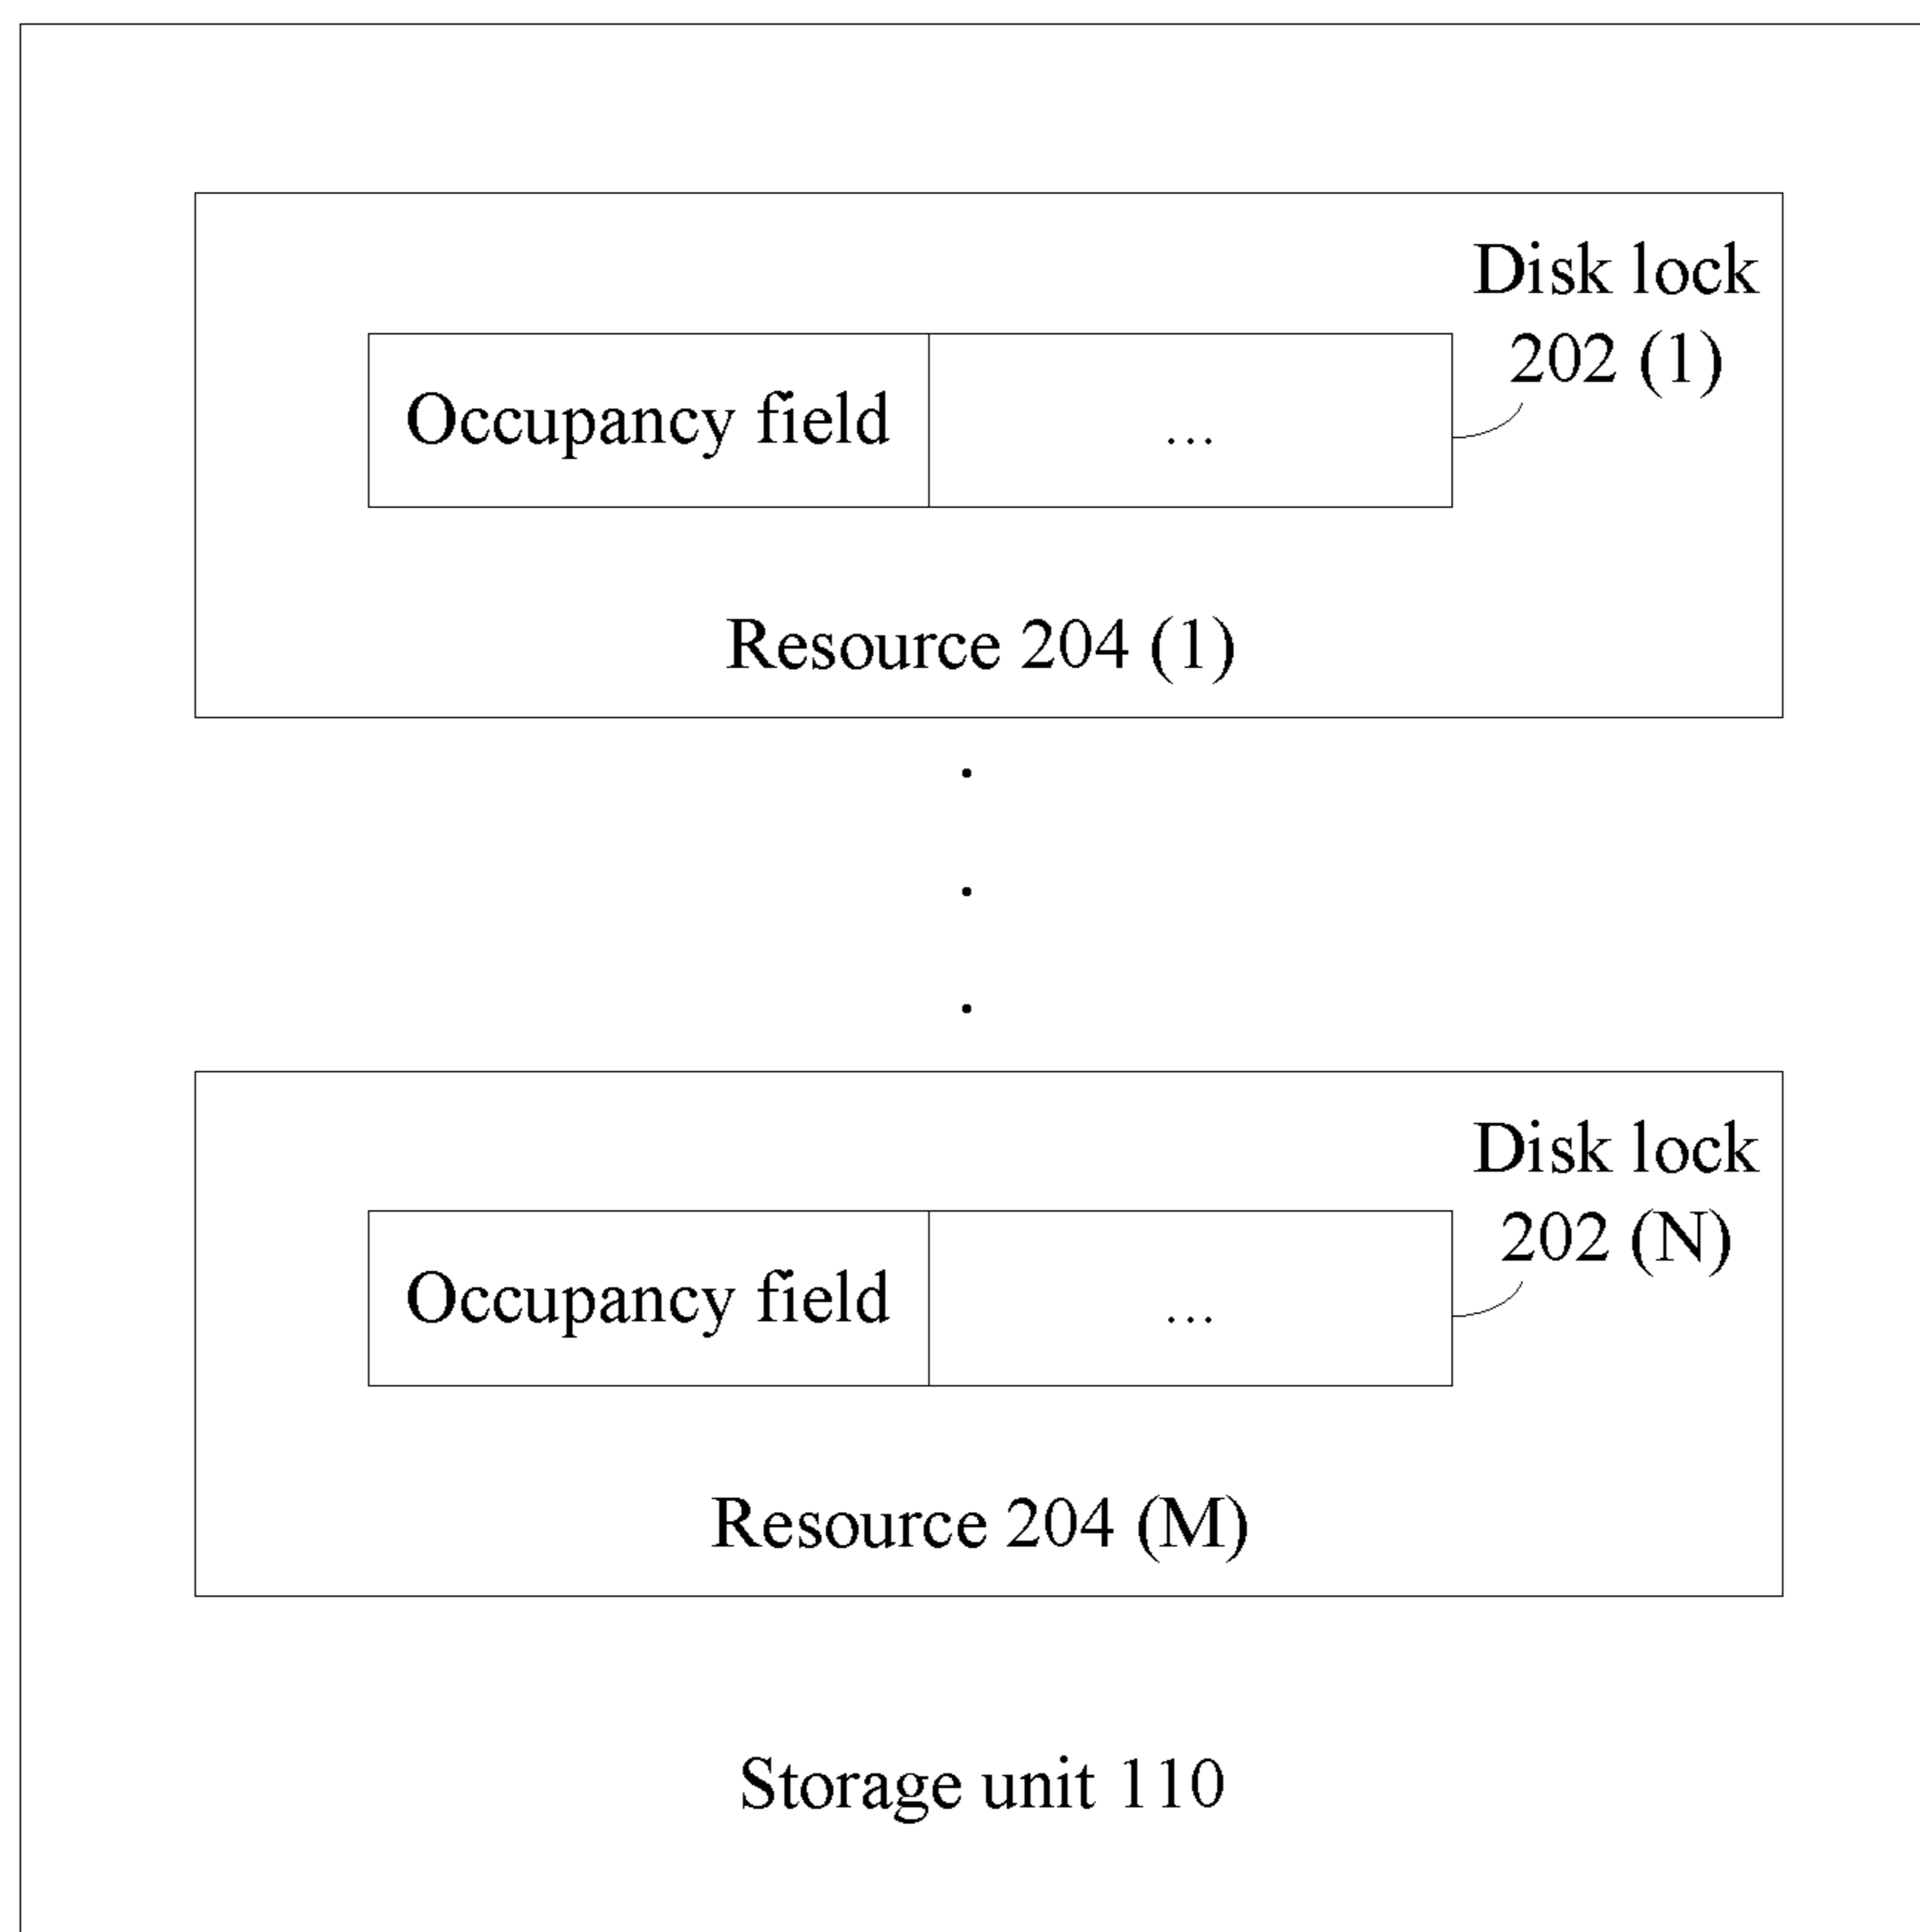 Disk lock
202 (1)
Occupancy field
...
Resource 204 (1)
.
.
.
Disk lock
202 (N)
Occupancy field
...
Resource 204 (M)
Storage unit 110